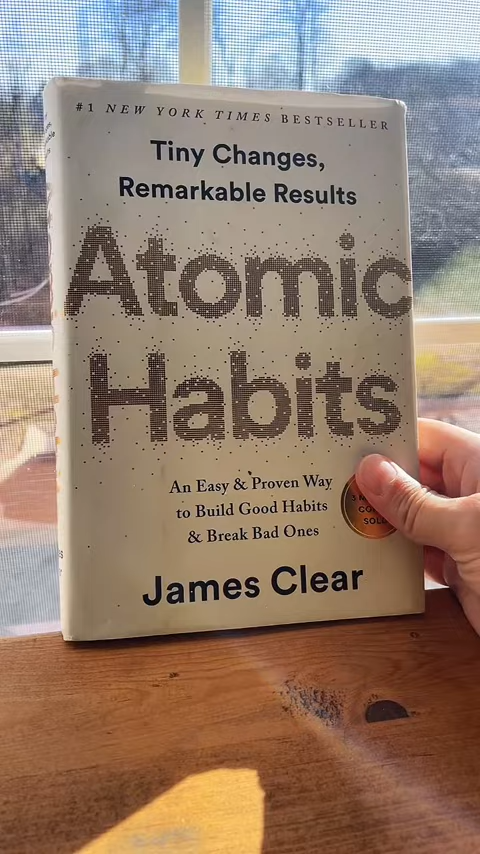 #1 NEW YORK TIMES BESTSELLER
Tiny Changes,
Remarkable Results
Atomic
Habits
An Easy & Proven Way
to Build Good Habits
& Break Bad Ones
SOLD
James Clear